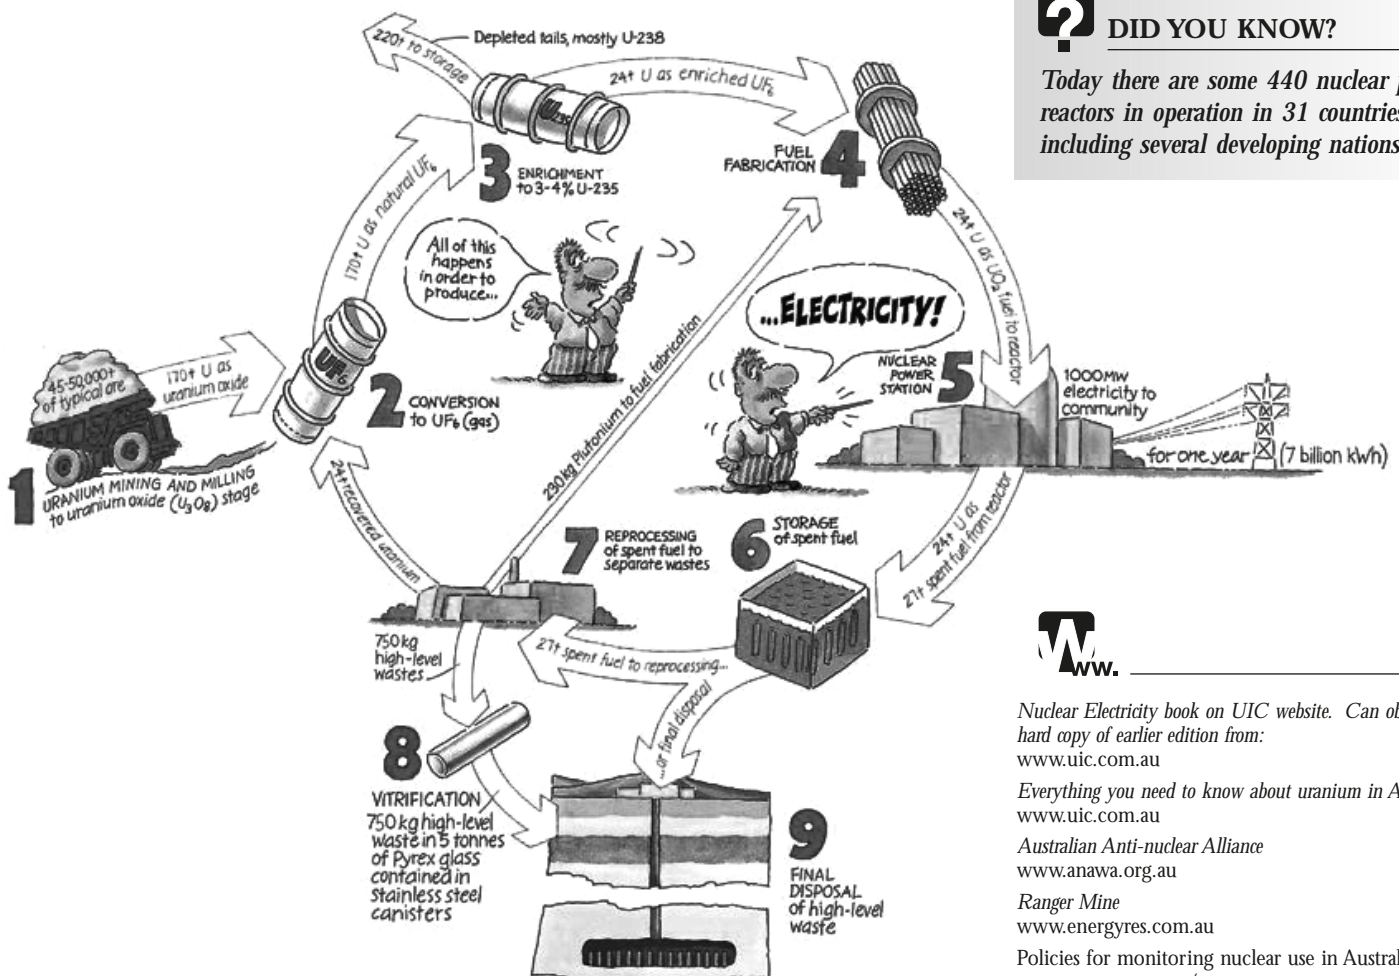 220t to storage
Depleted tails, mostly U-238
24t U as enriched UF6
U235
3
ENRICHMENT
to 3-4% U-235
FUEL
FABRICATION
4
170t U as natural UF6
All of this
happens
in order to
produce...
24t U as UO2 fuel to reactor
...ELECTRICITY!
NUCLEAR
POWER
STATION
5
1000MW
electricity to
community
for one year
(7 billion kWh)
45-50,000t
of typical ore
170t U as
uranium oxide
UF6
2
CONVERSION
to UF6 (gas)
1
URANIUM MINING AND MILLING
to uranium oxide (U3O8) stage
24t recovered uranium
230 kg Plutonium to fuel fabrication
7
REPROCESSING
of spent fuel to
separate wastes
6
STORAGE
of spent fuel
24t U as
27t spent fuel from reactor
750 kg
high-level
wastes
27t spent fuel to reprocessing...
...or final disposal
8
VITRIFICATION
750 kg high-level
waste in 5 tonnes
of Pyrex glass
contained in
stainless steel
canisters
9
FINAL
DISPOSAL
of high-level
waste
?
DID YOU KNOW?
Today there are some 440 nuclear
reactors in operation in 31 countries
including several developing nations
Www.
Nuclear Electricity book on UIC website. Can
hard copy of earlier edition from:
www.uic.com.au
Everything you need to know about uranium in
www.uic.com.au
Australian Anti-nuclear Alliance
www.anawa.org.au
Ranger Mine
www.energyres.com.au
Policies for monitoring nuclear use in